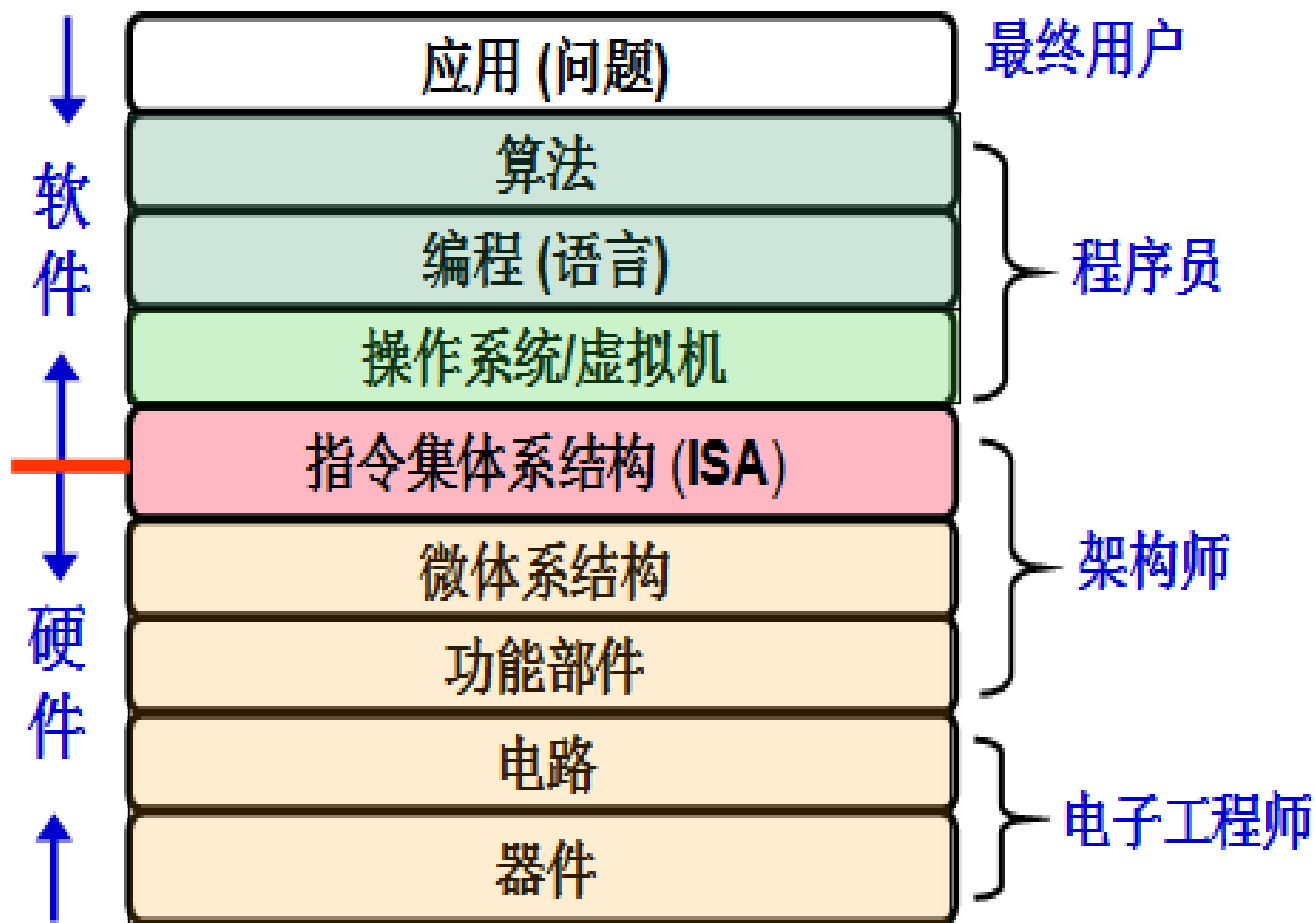 应用 (问题)
最终用户
算法
编程 (语言)
操作系统/虚拟机
程序员
指令集体系结构 (ISA)
微体系结构
功能部件
架构师
电路
器件
电子工程师
软件
硬件